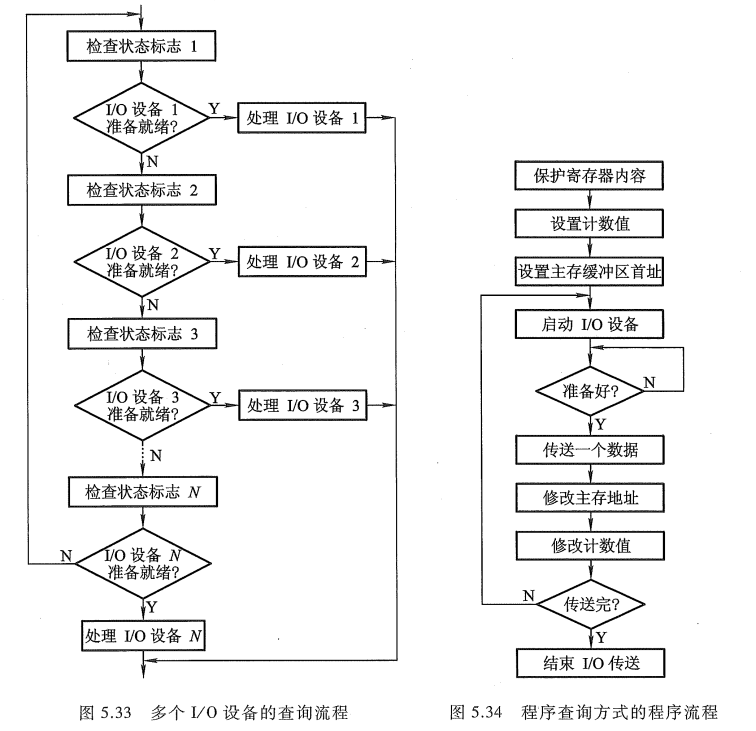 检查状态标志 1
I/O 设备 1
准备就绪?
Y
处理 I/O 设备 1
N
检查状态标志 2
I/O 设备 2
准备就绪?
Y
处理 I/O 设备 2
N
检查状态标志 3
I/O 设备 3
准备就绪?
Y
处理 I/O 设备 3
N
检查状态标志 N
I/O 设备 N
准备就绪?
N
Y
处理 I/O 设备 N
图 5.33 多个 I/O 设备的查询流程
保护寄存器内容
设置计数值
设置主存缓冲区首址
启动 I/O 设备
准备好?
N
Y
传送一个数据
修改主存地址
修改计数值
传送完?
N
Y
结束 I/O 传送
图 5.34 程序查询方式的程序流程